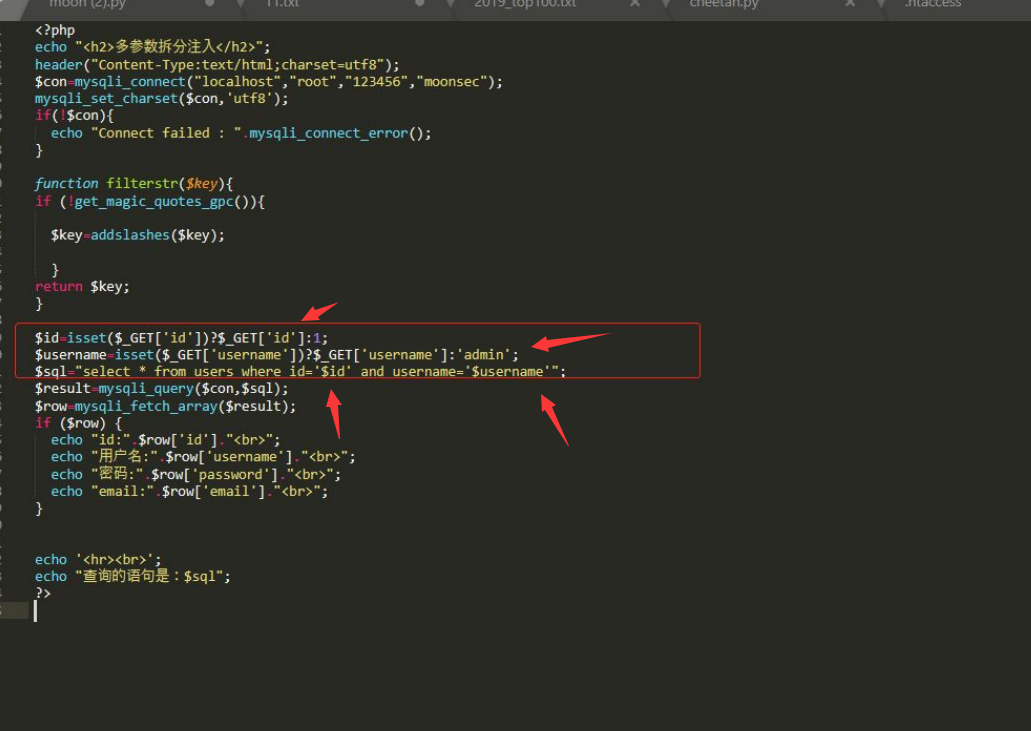 moon (2).py 11.txt 2019_top100.txt cheetah.py .htaccess
<?php
echo "<h2>多参数拆分注入</h2>";
header("Content-Type:text/html;charset=utf8");
$con=mysqli_connect("localhost","root","123456","moonsec");
mysqli_set_charset($con,'utf8');
if(!$con){
echo "Connect failed : ".mysqli_connect_error();
}
function filterstr($key){
if (!get_magic_quotes_gpc()){
$key=addslashes($key);
}
return $key;
}
$id=isset($_GET['id'])?$_GET['id']:1;
$username=isset($_GET['username'])?$_GET['username']:'admin';
$sql="select * from users where id='$id' and username='$username'";
$result=mysqli_query($con,$sql);
$row=mysqli_fetch_array($result);
if ($row) {
echo "id:".$row['id']."<br>";
echo "用户名:".$row['username']."<br>";
echo "密码:".$row['password']."<br>";
echo "email:".$row['email']."<br>";
}
echo '<hr><br>';
echo "查询的语句是：$sql";
?>